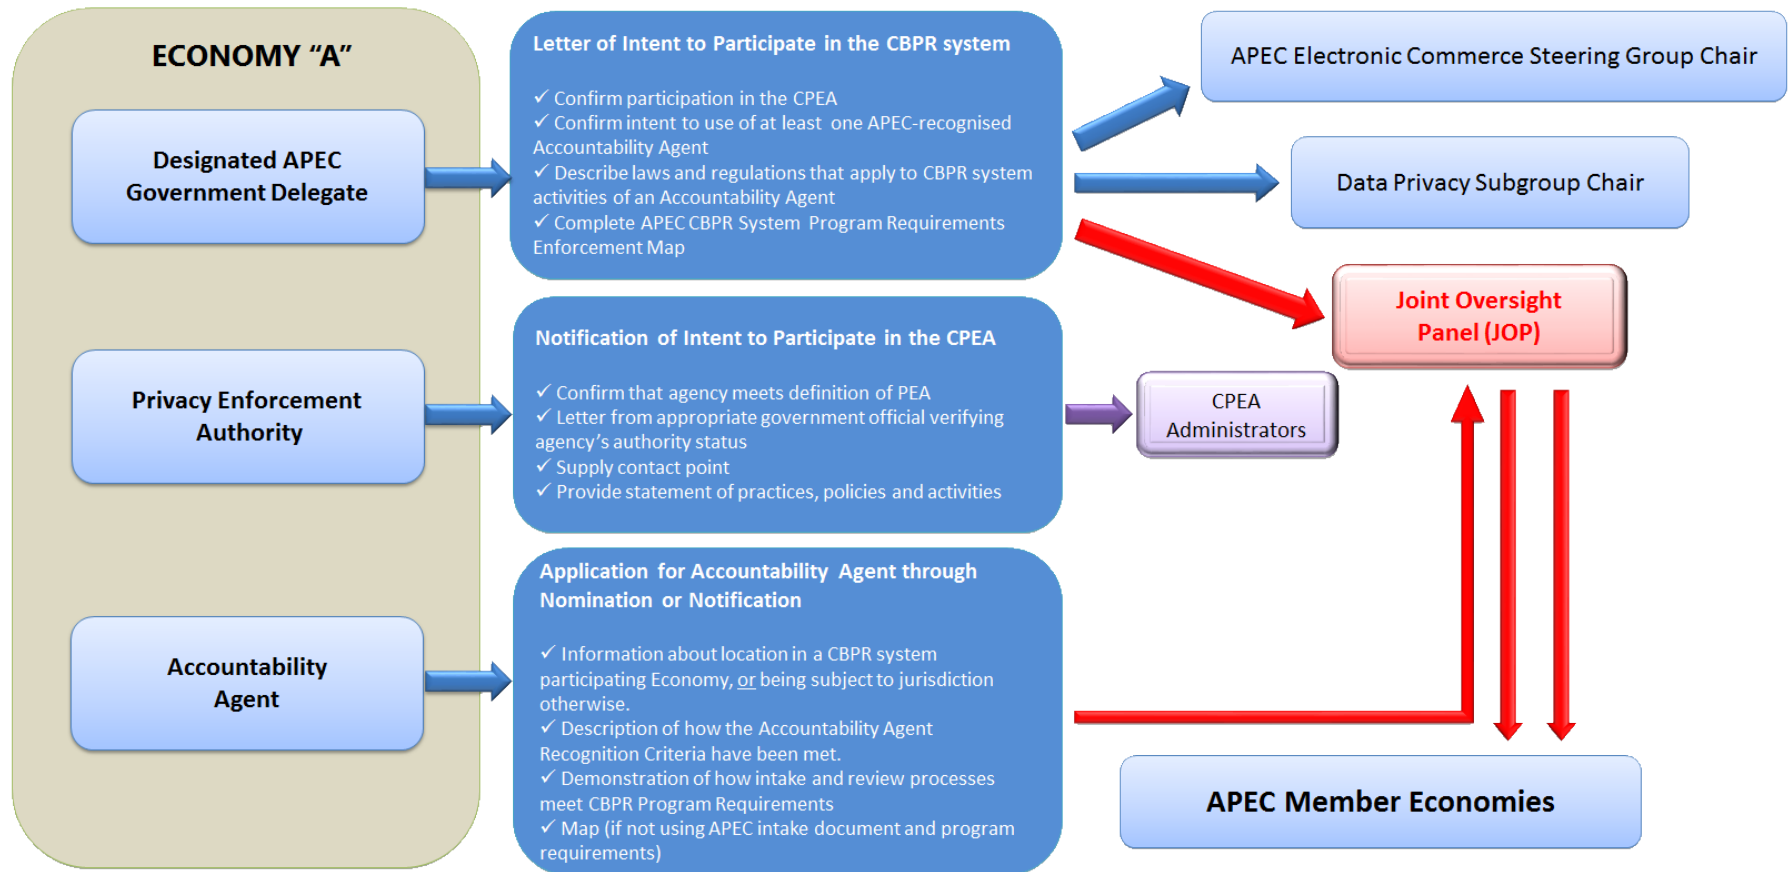 ECONOMY “A”
Designated APEC
Government Delegate
Privacy Enforcement
Authority
Accountability
Agent
Letter of Intent to Participate in the CBPR system
✓ Confirm participation in the CPEA
✓ Confirm intent to use of at least one APEC-recognised
Accountability Agent
✓ Describe laws and regulations that apply to CBPR system
activities of an Accountability Agent
✓ Complete APEC CBPR System Program Requirements
Enforcement Map
Notification of Intent to Participate in the CPEA
✓ Confirm that agency meets definition of PEA
✓ Letter from appropriate government official verifying
agency’s authority status
✓ Supply contact point
✓ Provide statement of practices, policies and activities
Application for Accountability Agent through
Nomination or Notification
✓ Information about location in a CBPR system
participating Economy, or being subject to jurisdiction
otherwise.
✓ Description of how the Accountability Agent
Recognition Criteria have been met.
✓ Demonstration of how intake and review processes
meet CBPR Program Requirements
✓ Map (if not using APEC intake document and program
requirements)
APEC Electronic Commerce Steering Group Chair
Data Privacy Subgroup Chair
Joint Oversight
Panel (JOP)
CPEA
Administrators
APEC Member Economies